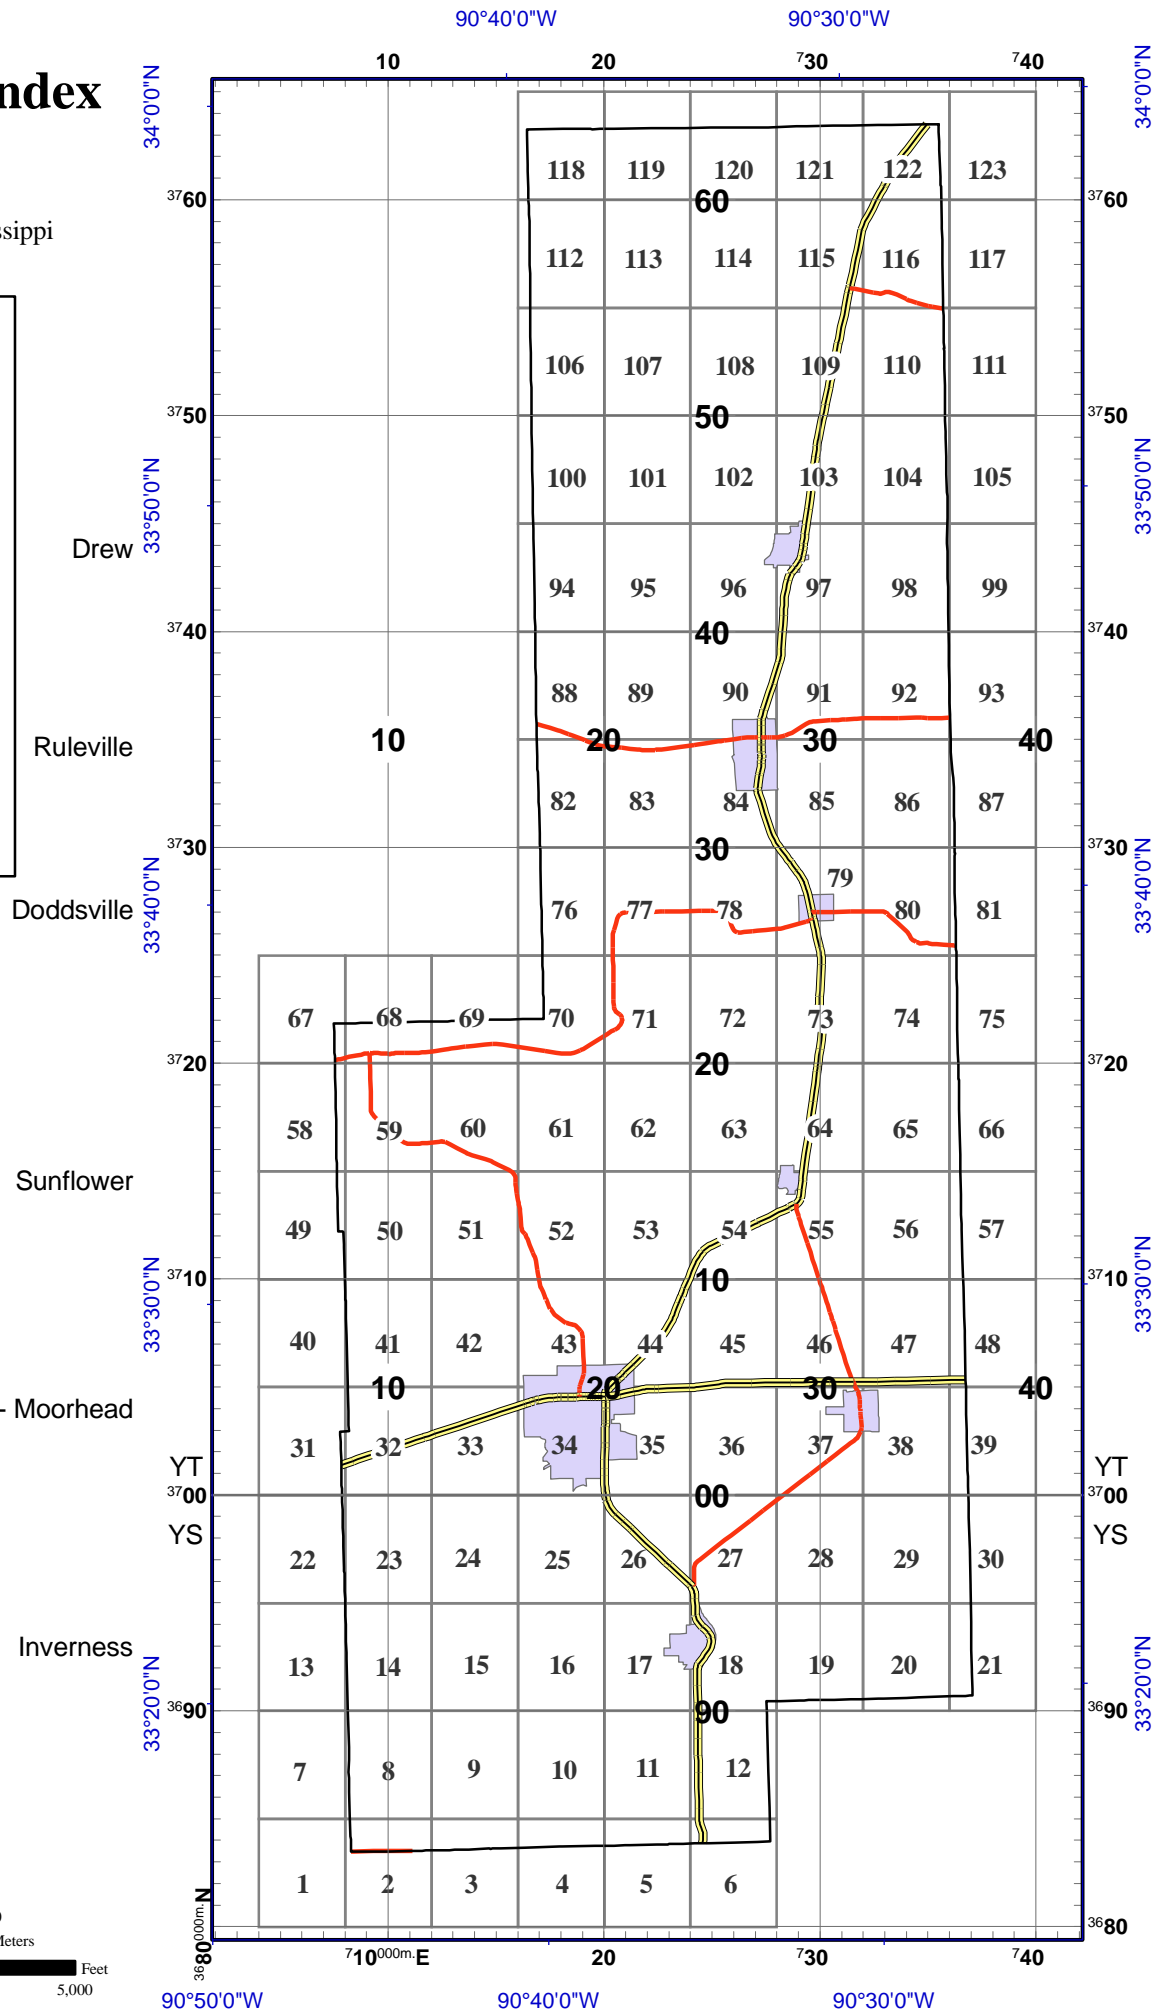 90°40'0"W 90°30'0"W
10 20 ⁷30 ⁷40
ndex
34°0'0"N 34°0'0"N
118 119 120 121 122 123
³⁷60 60 ³⁷60
ssippi
112 113 114 115 116 117
106 107 108 109 110 111
³⁷50 50 ³⁷50
100 101 102 103 104 105
33°50'0"N 33°50'0"N
Drew
94 95 96 97 98 99
³⁷40 40 ³⁷40
88 89 90 91 92 93
Ruleville 10 20 30 40
82 83 84 85 86 87
³⁷30 30 ³⁷30
79
33°40'0"N 33°40'0"N
Doddsville 76 77 78 80 81
67 68 69 70 71 72 73 74 75
³⁷20 20 ³⁷20
58 59 60 61 62 63 64 65 66
Sunflower
49 50 51 52 53 54 55 56 57
³⁷10 10 ³⁷10
33°30'0"N 33°30'0"N
40 41 42 43 44 45 46 47 48
10 20 30 40
- Moorhead
31 32 33 34 35 36 37 38 39
YT YT
³⁷00 00 ³⁷00
YS YS
22 23 24 25 26 27 28 29 30
Inverness
13 14 15 16 17 18 19 20 21
33°20'0"N 33°20'0"N
³⁶90 90 ³⁶90
7 8 9 10 11 12
1 2 3 4 5 6
³⁶80⁰⁰⁰ᵐ·N ³⁶80
Meters
⁷10⁰⁰⁰ᵐ·E 20 ⁷30 ⁷40
Feet
5,000
90°50'0"W 90°40'0"W 90°30'0"W